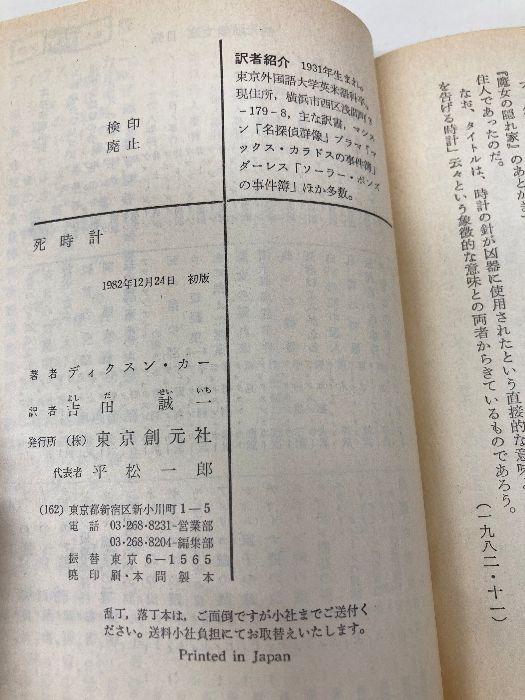 検印
廃止
訳者紹介 1931年生まれ。
東京外国語大学英米語科卒。
現住所，横浜市西区浅間町3
-179-8，主な訳書，マンスン
「名探偵群像」ブラマ「マ
ックス・カラドスの事件簿」
ダーレス「ソーラー・ポンズ
の事件簿」ほか多数。
死時計
1982年12月24日 初版
著者 ディクスン・カー
訳者 吉田誠一
よしだせいいち
発行所 (株) 東京創元社
代表者 平松一郎
(162) 東京都新宿区新小川町1-5
電話 03・268・8231-営業部
03・268・8204-編集部
振替 東京6-1565
暁印刷・本間製本
乱丁，落丁本は，ご面倒ですが小社までご送付く
ださい。送料小社負担にてお取替えいたします。
Printed in Japan
『魔女の隠れ家』のあとがき
住人であったのだ。
なお、タイトルは、時計の針が凶器に使用されたという直接的な意味
を告げる時計」云々という象徴的な意味との両者からきているものであろう。
（一九八二・十一）